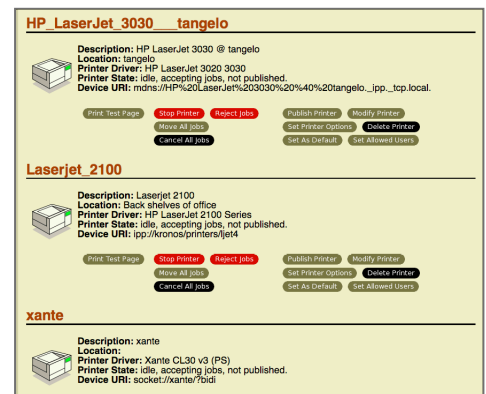 HP_LaserJet_3030___tangelo
Description: HP LaserJet 3030 @ tangelo
Location: tangelo
Printer Driver: HP LaserJet 3020 3030
Printer State: idle, accepting jobs, not published.
Device URI: mdns://HP%20LaserJet%203030%20%40%20tangelo._ipp._tcp.local.
Print Test Page Stop Printer Reject Jobs Publish Printer Modify Printer
Move All Jobs Set Printer Options Delete Printer
Cancel All Jobs Set As Default Set Allowed Users
Laserjet_2100
Description: Laserjet 2100
Location: Back shelves of office
Printer Driver: HP LaserJet 2100 Series
Printer State: idle, accepting jobs, not published.
Device URI: ipp://kronos/printers/ljet4
Print Test Page Stop Printer Reject Jobs Publish Printer Modify Printer
Move All Jobs Set Printer Options Delete Printer
Cancel All Jobs Set As Default Set Allowed Users
xante
Description: xante
Location:
Printer Driver: Xante CL30 v3 (PS)
Printer State: idle, accepting jobs, not published.
Device URI: socket://xante/?bidi